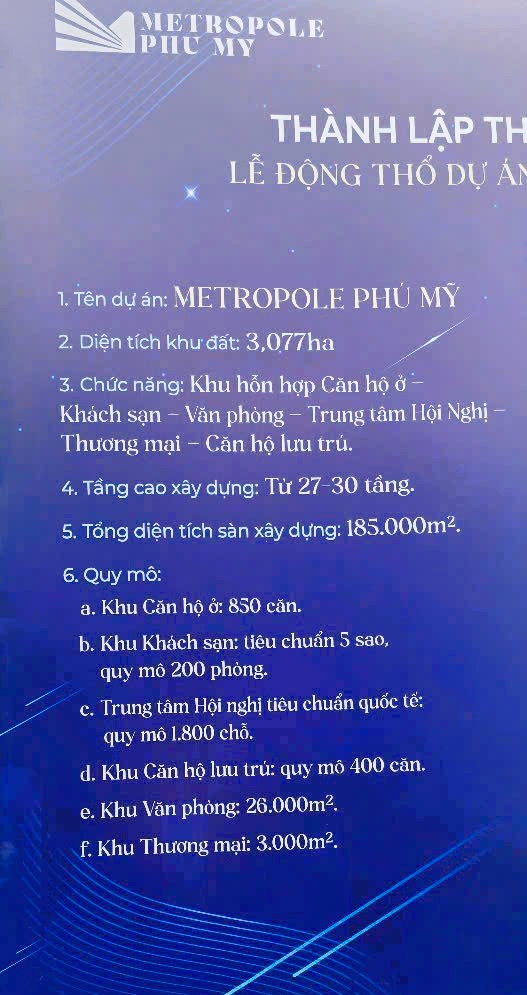 METROPOLE
PHU MY
THÀNH LẬP TH
LỄ ĐỘNG THỔ DỰ ÁN
1. Tên dự án: METROPOLE PHÚ MỸ
2. Diện tích khu đất: 3,077ha
3. Chức năng: Khu hỗn hợp Căn hộ ở –
Khách sạn – Văn phòng – Trung tâm Hội Nghị –
Thương mại – Căn hộ lưu trú.
4. Tầng cao xây dựng: Từ 27-30 tầng.
5. Tổng diện tích sàn xây dựng: 185.000m².
6. Quy mô:
a. Khu Căn hộ ở: 850 căn.
b. Khu Khách sạn: tiêu chuẩn 5 sao,
quy mô 200 phòng.
c. Trung tâm Hội nghị tiêu chuẩn quốc tế:
quy mô 1.800 chỗ.
d. Khu Căn hộ lưu trú: quy mô 400 căn.
e. Khu Văn phòng: 26.000m².
f. Khu Thương mại: 3.000m².